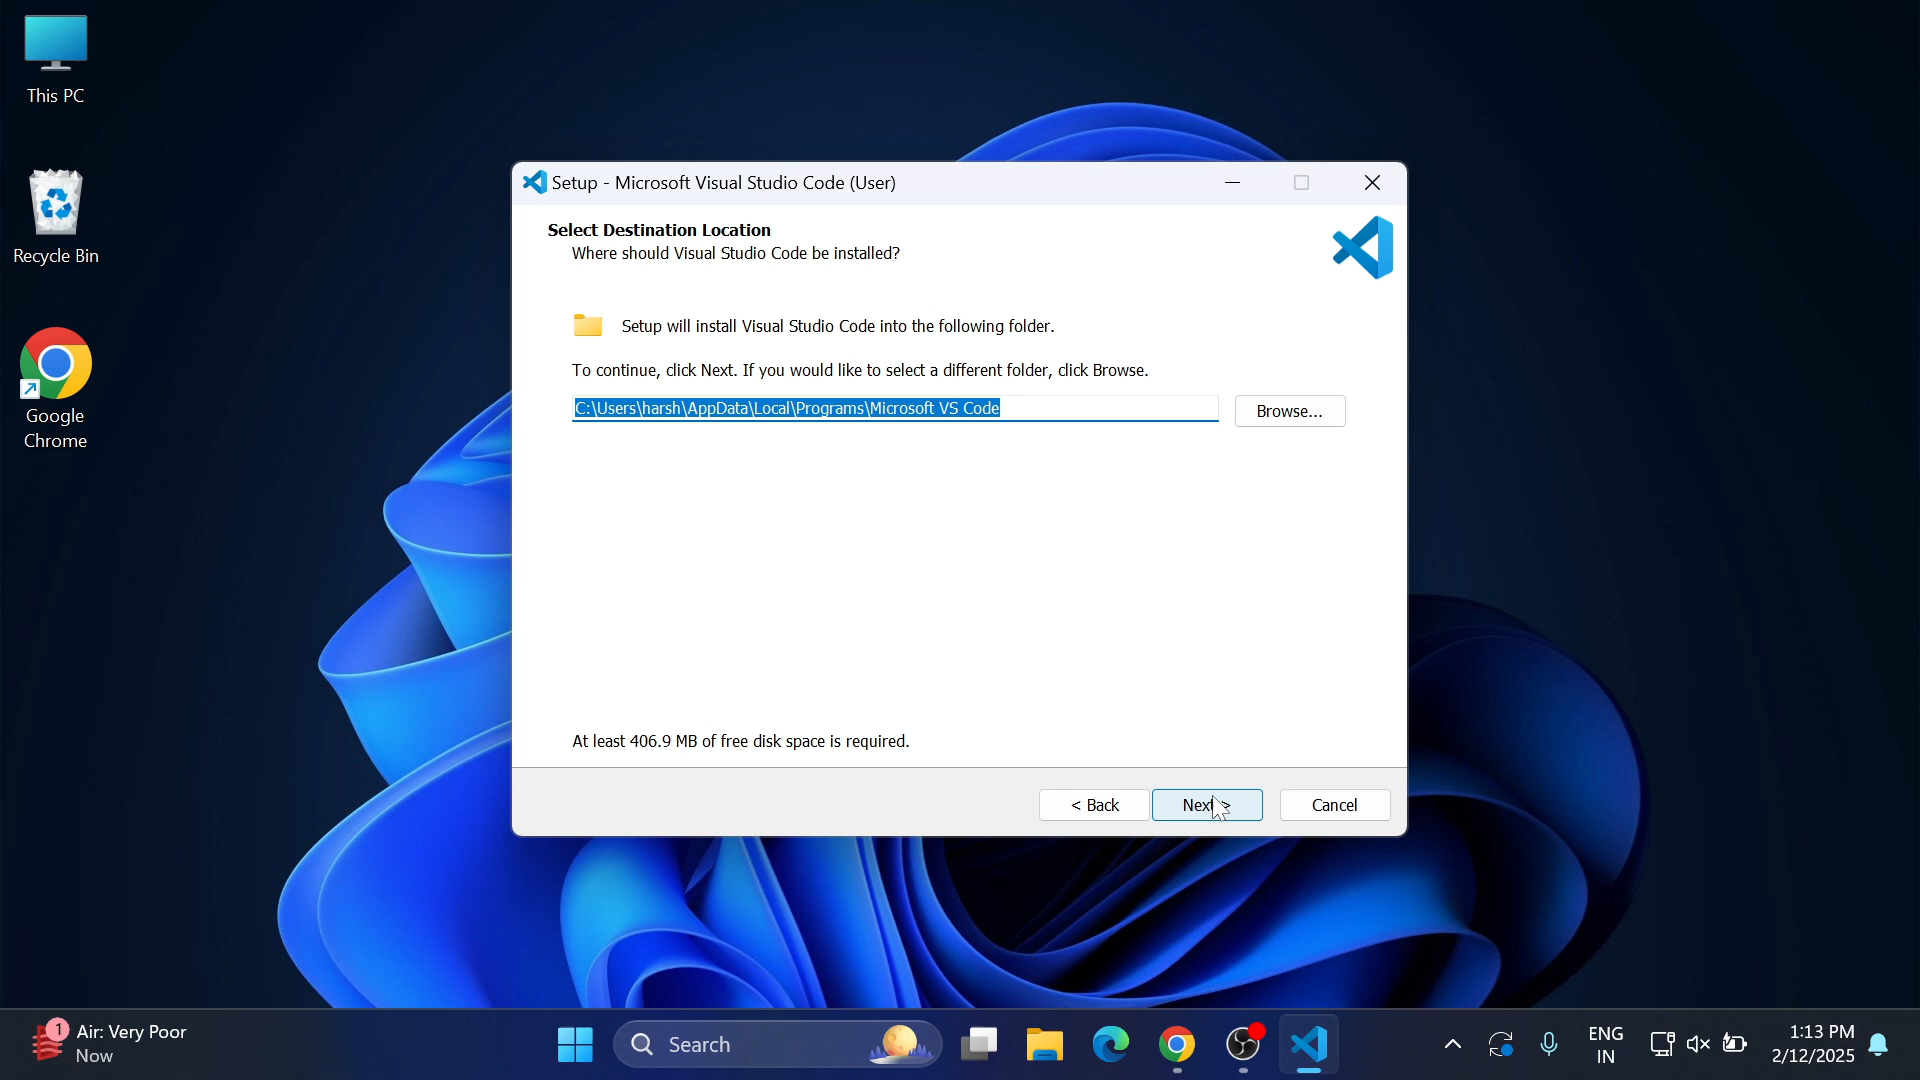 This PC
Recycle Bin
Google
Chrome
Setup - Microsoft Visual Studio Code (User)
Select Destination Location
Where should Visual Studio Code be installed?
Setup will install Visual Studio Code into the following folder.
To continue, click Next. If you would like to select a different folder, click Browse.
C:\Users\harsh\AppData\Local\Programs\Microsoft VS Code
Browse...
At least 406.9 MB of free disk space is required.
< Back
Next >
Cancel
1
Air: Very Poor
Now
Search
ENG
IN
1:13 PM
2/12/2025